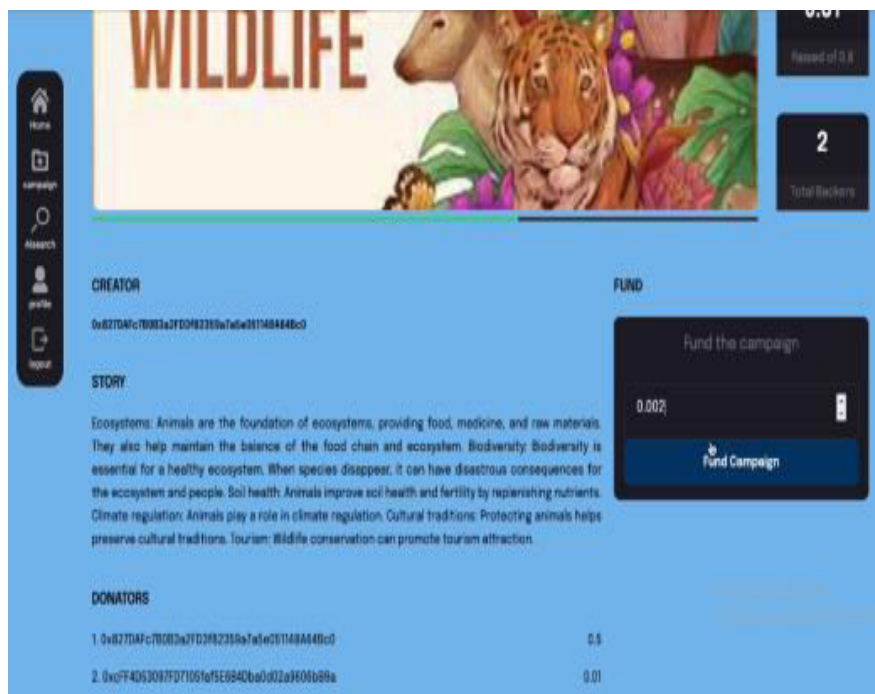 WILDLIFE
Home
campaign
AIsearch
profile
logout
2
Total Backers
CREATOR
STORY
Ecosystems: Animals are the foundation of ecosystems, providing food, medicine, and raw materials.
They also help maintain the balance of the food chain and ecosystem. Biodiversity: Biodiversity is
essential for a healthy ecosystem. When species disappear, it can have disastrous consequences for
the ecosystem and people. Soil health: Animals improve soil health and fertility by replenishing nutrients.
Climate regulation: Animals play a role in climate regulation. Cultural traditions: Protecting animals helps
preserve cultural traditions. Tourism: Wildlife conservation can promote tourism attraction.
FUND
Fund the campaign
0.002
Fund Campaign
DONATORS
1.
0.5
2.
0.01